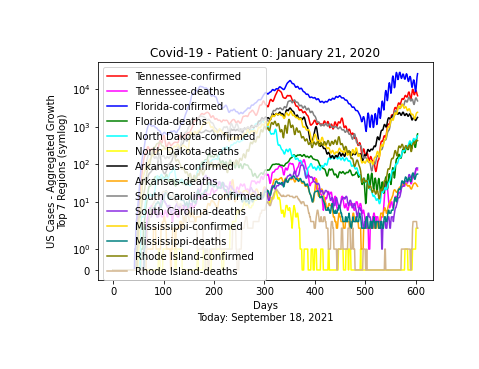 Covid-19 - Patient 0: January 21, 2020
US Cases - Aggregated Growth
Top 7 Regions (symlog)
10⁴
10³
10²
10¹
10⁰
0
Tennessee-confirmed
Tennessee-deaths
Florida-confirmed
Florida-deaths
North Dakota-confirmed
North Dakota-deaths
Arkansas-confirmed
Arkansas-deaths
South Carolina-confirmed
South Carolina-deaths
Mississippi-confirmed
Mississippi-deaths
Rhode Island-confirmed
Rhode Island-deaths
0 100 200 300 400 500 600
Days
Today: September 18, 2021